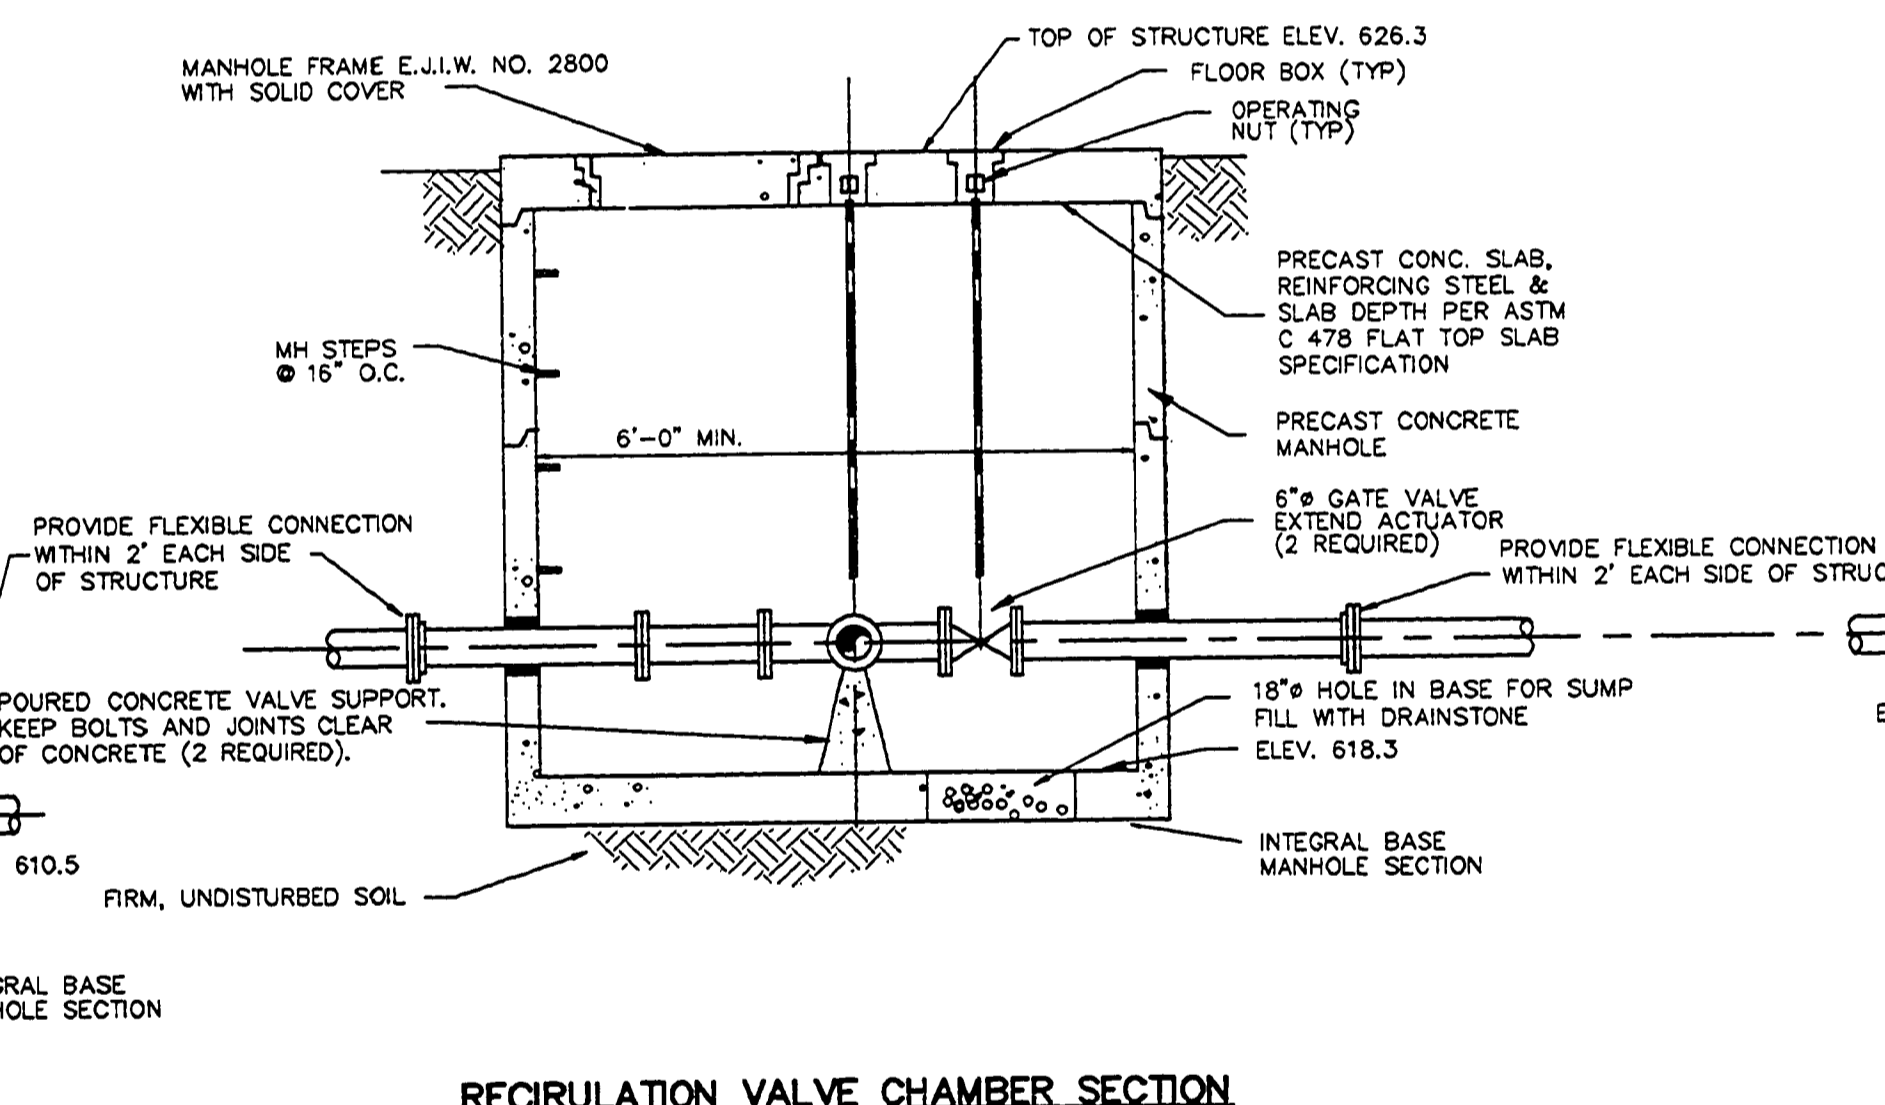 TOP OF STRUCTURE ELEV. 626.3
MANHOLE FRAME E.J.I.W. NO. 2800
WITH SOLID COVER
FLOOR BOX (TYP)
OPERATING
NUT (TYP)
PRECAST CONC. SLAB,
REINFORCING STEEL &
SLAB DEPTH PER ASTM
C 478 FLAT TOP SLAB
SPECIFICATION
MH STEPS
@ 16" O.C.
PRECAST CONCRETE
MANHOLE
6'-0" MIN.
6"ø GATE VALVE
EXTEND ACTUATOR
(2 REQUIRED)
PROVIDE FLEXIBLE CONNECTION
WITHIN 2' EACH SIDE
OF STRUCTURE
PROVIDE FLEXIBLE CONNECTION
WITHIN 2' EACH SIDE OF STRUC
POURED CONCRETE VALVE SUPPORT.
KEEP BOLTS AND JOINTS CLEAR
OF CONCRETE (2 REQUIRED).
18"ø HOLE IN BASE FOR SUMP
FILL WITH DRAINSTONE
ELEV. 618.3
INTEGRAL BASE
MANHOLE SECTION
610.5
FIRM, UNDISTURBED SOIL
GRAL BASE
HOLE SECTION
RECIRULATION VALVE CHAMBER SECTION